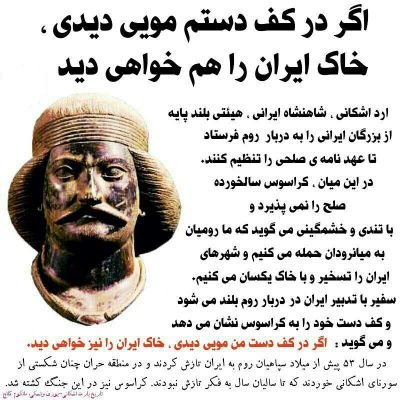 اگر در کف دستم مویی دیدی ،
خاک ایران را هم خواهی دید
ارد اشکانی ، شاهنشاه ایرانی ، هیئتی بلند پایه
از بزرگان ایرانی را به دربار روم فرستاد
تا عهد نامه ی صلحی را تنظیم کنند.
در این میان ، کراسوس سالخورده
صلح را نمی پذیرد و
با تندی و خشمگینی می گوید که ما رومیان
به میانرودان حمله می کنیم و شهرهای
ایران را تسخیر و با خاک یکسان می کنیم.
سفیر با تدبیر ایران در دربار روم بلند می شود
و کف دست خود را به کراسوس نشان می دهد
و می گوید : اگر در کف دست من مویی دیدی ، خاک ایران را نیز خواهی دید.
در سال ۵۳ پیش از میلاد سپاهیان روم به ایران تازش کردند و در منطقه حران چنان شکستی از
سورنای اشکانی خوردند که تا سالیان سال به فکر تازش نبودند. کراسوس نیز در این جنگ کشته شد.